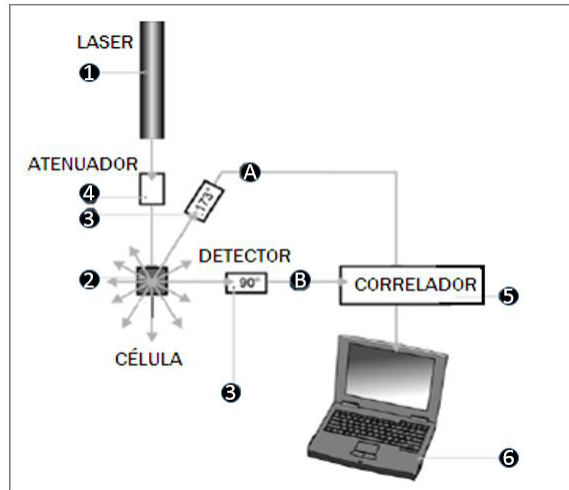 LASER
1
ATENUADOR
4
A
3
173°
DETECTOR
2
90°
B
CORRELADOR
5
CÉLULA
3
6